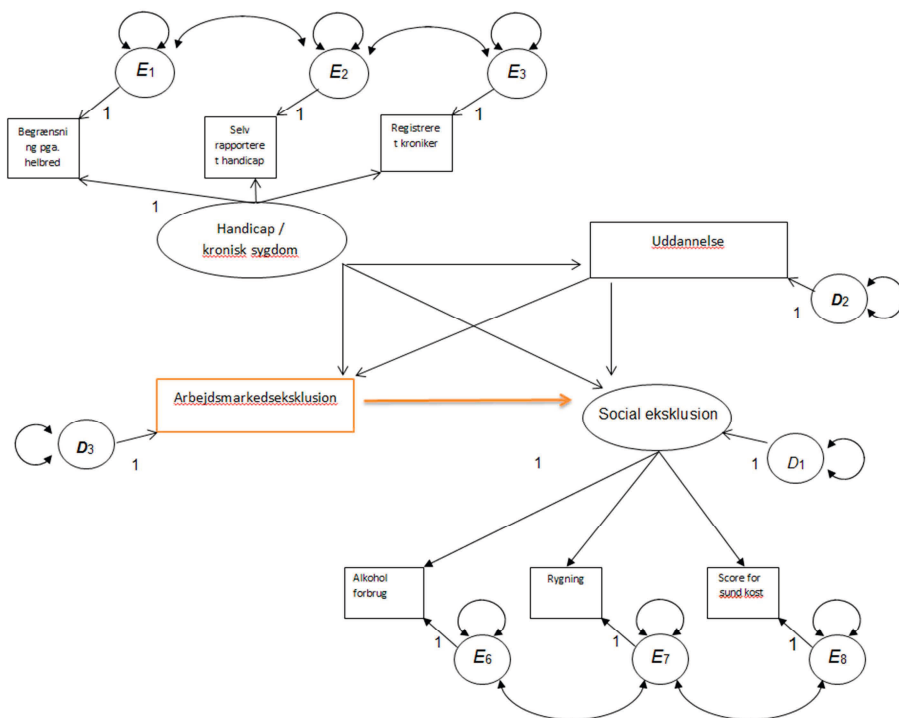 E1
E2
E3
1
1
1
Begrænsni
ng pga.
helbred
Selv
rapportere
t handicap
Registrere
t kroniker
1
Handicap /
kronisk sygdom
Uddannelse
D2
1
Arbejdsmarkedseksklusion
Social eksklusion
D3
1
1
1
D1
Alkohol
forbrug
Rygning
Score for
sund kost
1
1
1
E6
E7
E8